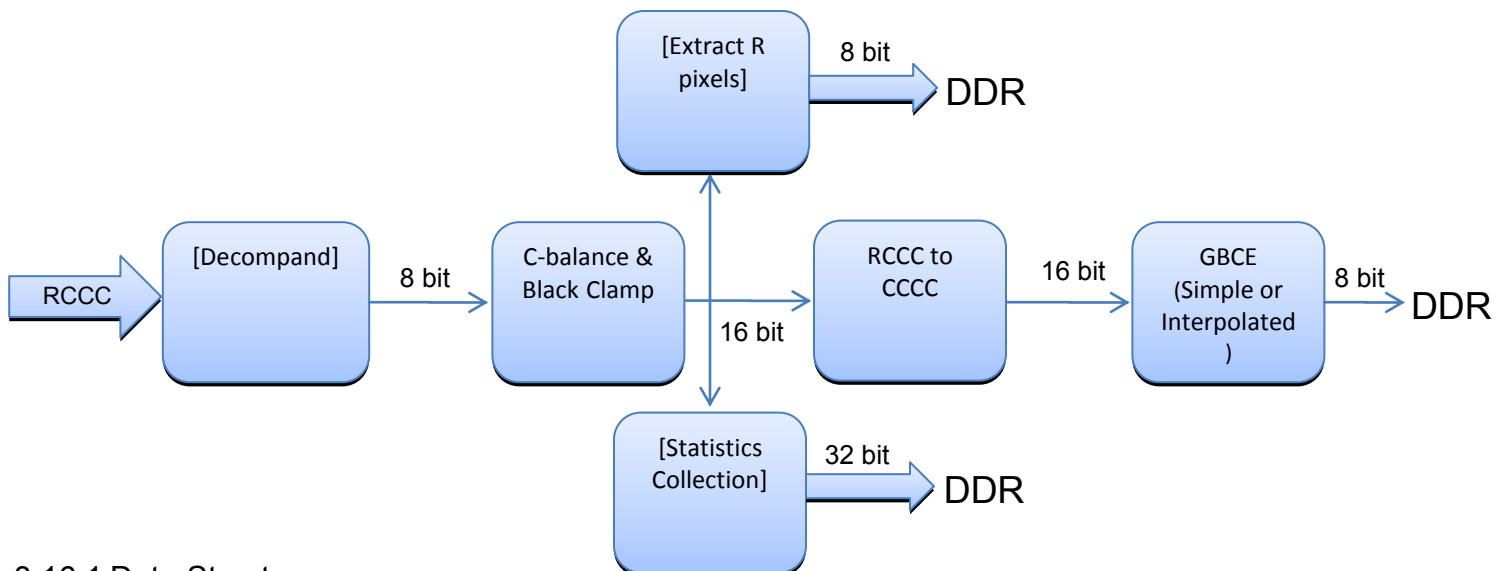 [Extract R
pixels]
8 bit
DDR
RCCC
[Decompand]
8 bit
C-balance &
Black Clamp
16 bit
RCCC to
CCCC
16 bit
GBCE
(Simple or
Interpolated
)
8 bit
DDR
[Statistics
Collection]
32 bit
DDR